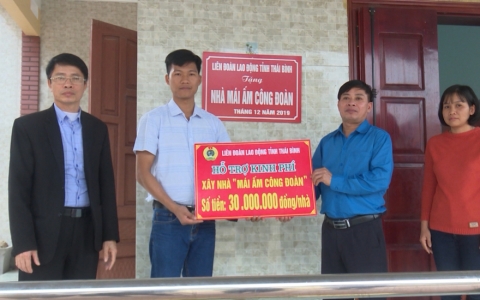 LIÊN ĐOÀN LAO ĐỘNG TỈNH THÁI BÌNH
Tặng
NHÀ MÁI ẤM CÔNG ĐOÀN
THÁNG 12 NĂM 2019
LIÊN ĐOÀN LAO ĐỘNG TỈNH THÁI BÌNH
HỖ TRỢ KINH PHÍ
XÂY NHÀ "MÁI ẤM CÔNG ĐOÀN"
Số tiền: 30.000.000 đồng/nhà